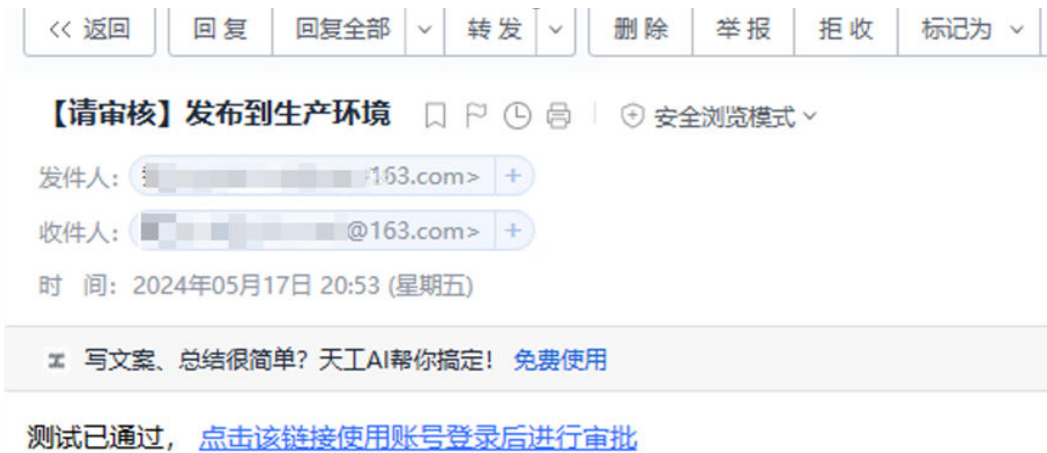 << 返回 回复 回复全部 转发 删除 举报 拒收 标记为
【请审核】发布到生产环境 安全浏览模式
发件人： 163.com> +
收件人： @163.com> +
时 间：2024年05月17日 20:53 (星期五)
写文案、总结很简单？天工AI帮你搞定！ 免费使用
测试已通过， 点击该链接使用账号登录后进行审批